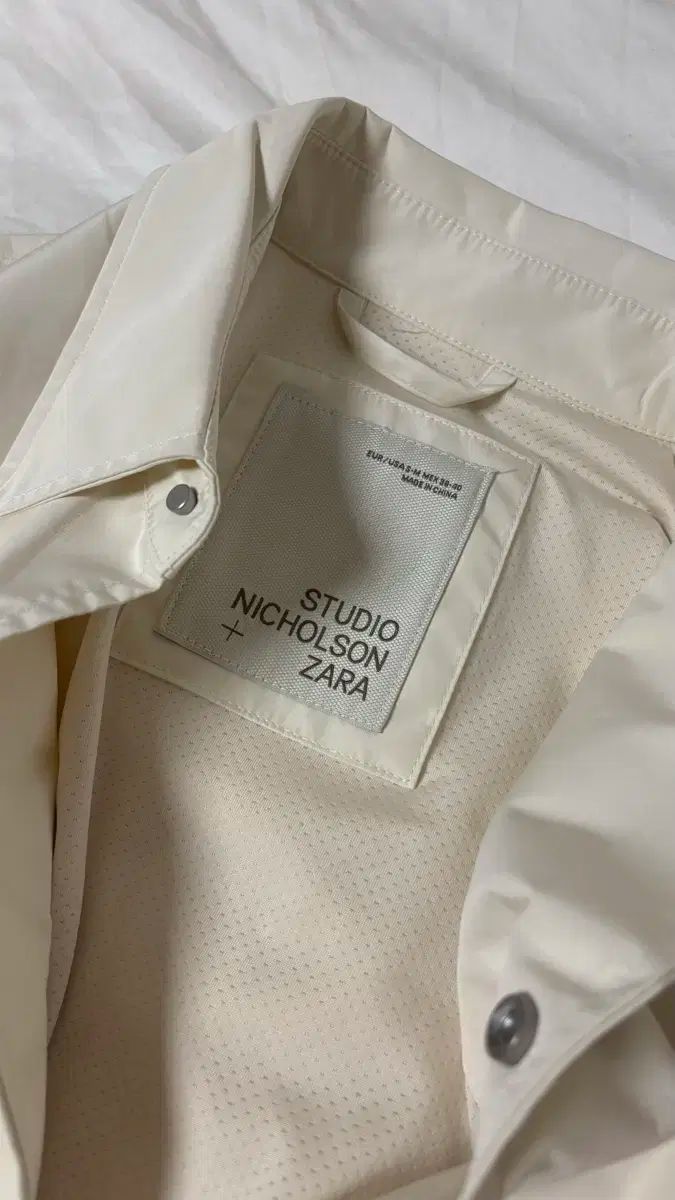 EUR/USA S-M MEX 38-40
MADE IN CHINA
STUDIO
NICHOLSON
+
ZARA